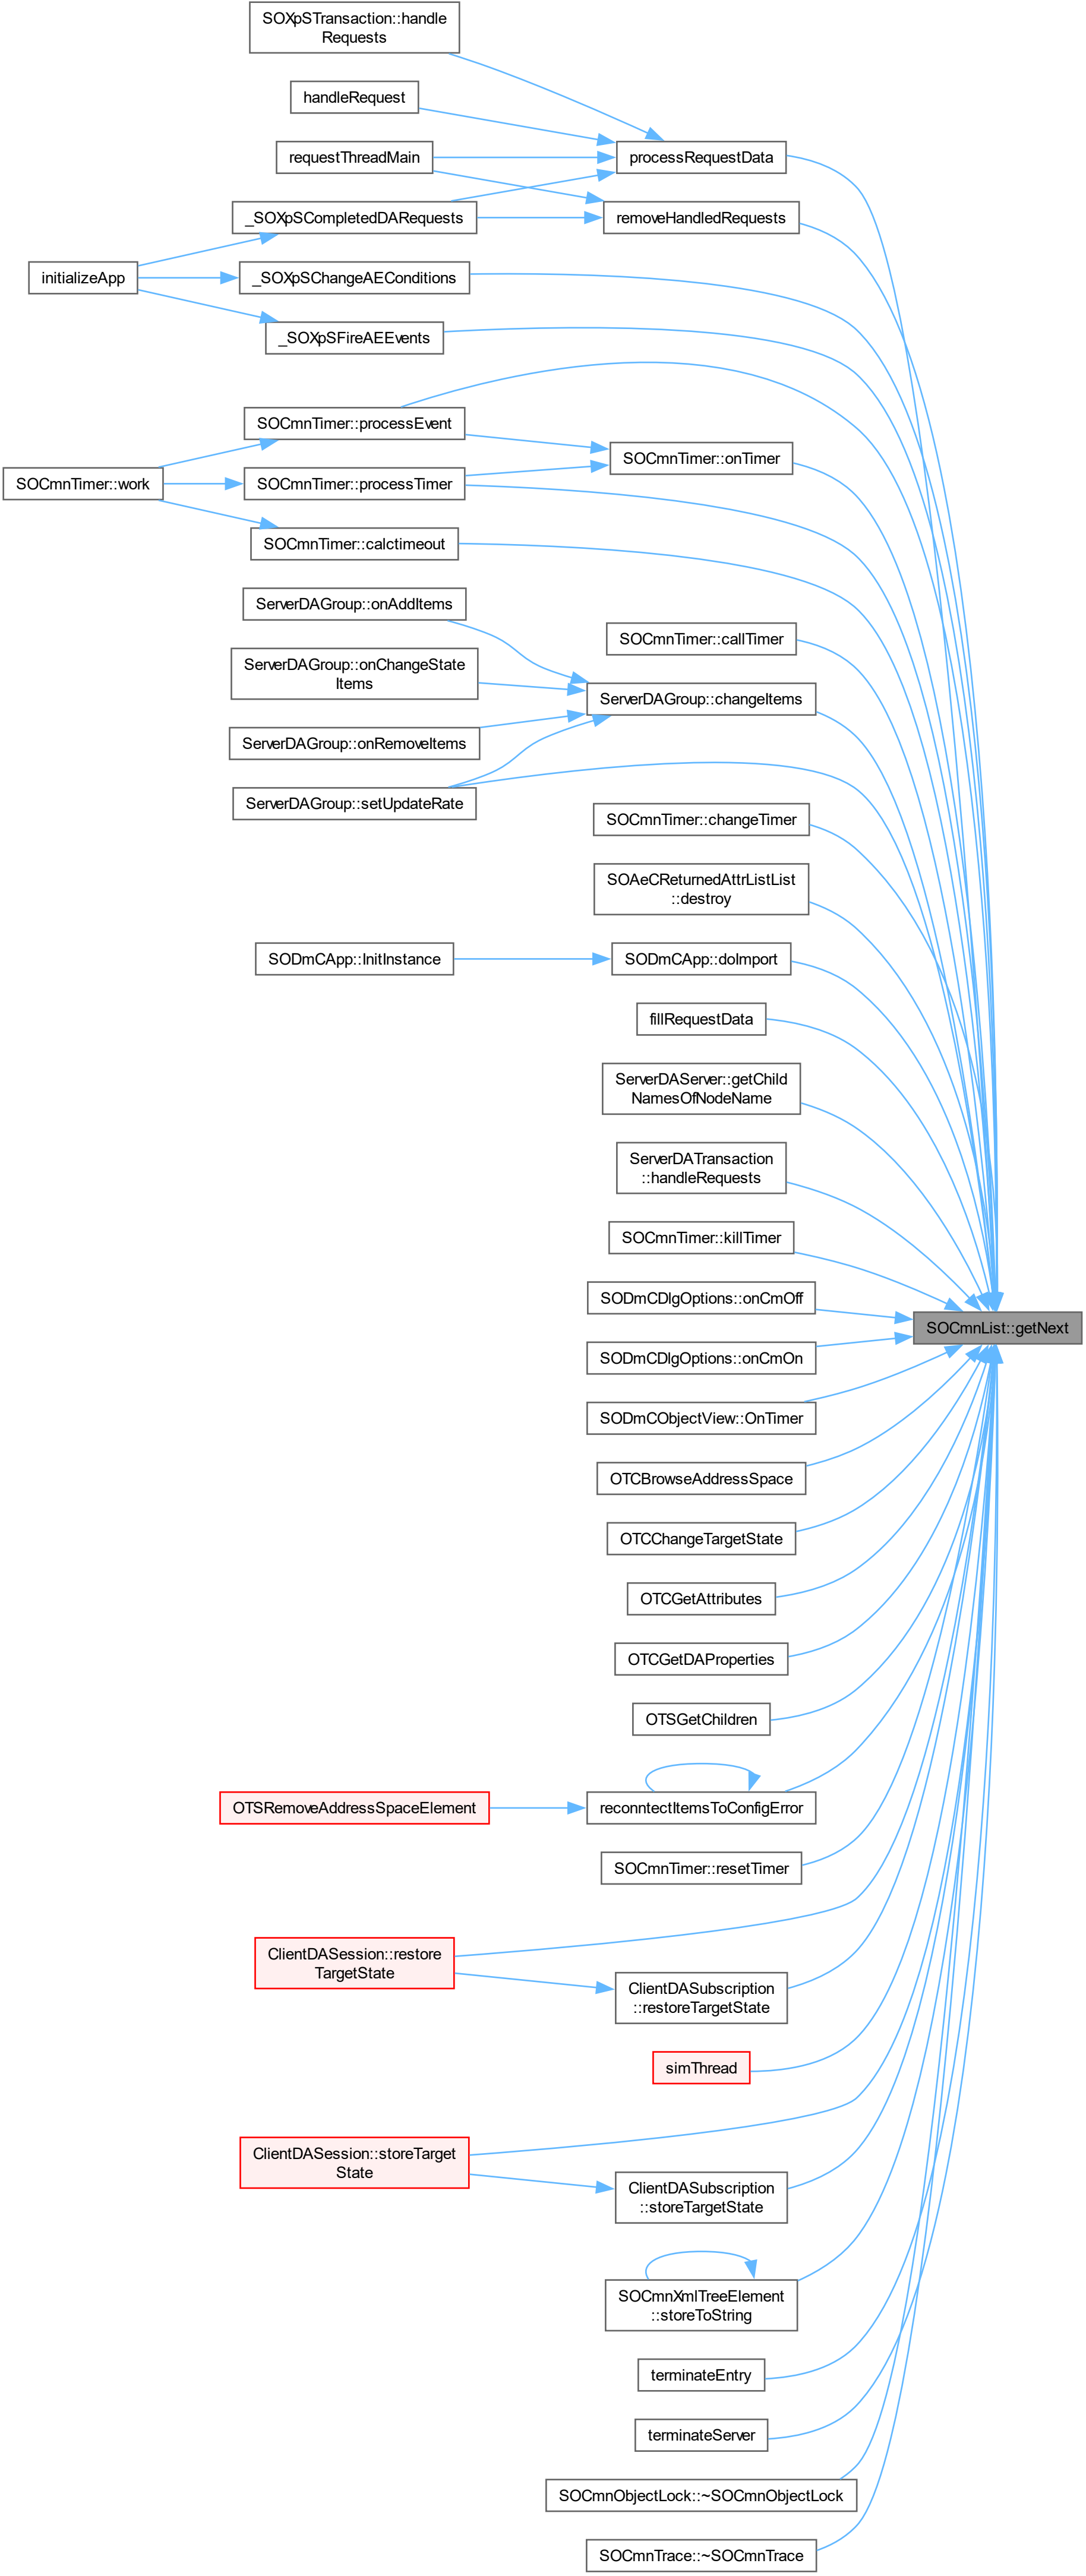 SOXpSTransaction::handle
Requests
handleRequest
requestThreadMain
processRequestData
_SOXpSCompletedDARequests
removeHandledRequests
initializeApp
_SOXpSChangeAEConditions
_SOXpSFireAEEvents
SOCmnTimer::processEvent
SOCmnTimer::onTimer
SOCmnTimer::work
SOCmnTimer::processTimer
SOCmnTimer::calctimeout
ServerDAGroup::onAddItems
SOCmnTimer::callTimer
ServerDAGroup::onChangeState
Items
ServerDAGroup::changeItems
ServerDAGroup::onRemoveItems
ServerDAGroup::setUpdateRate
SOCmnTimer::changeTimer
SOAeCReturnedAttrListList
::destroy
SODmCApp::InitInstance
SODmCApp::doImport
fillRequestData
ServerDAServer::getChild
NamesOfNodeName
ServerDATransaction
::handleRequests
SOCmnTimer::killTimer
SODmCDlgOptions::onCmOff
SOCmnList::getNext
SODmCDlgOptions::onCmOn
SODmCObjectView::OnTimer
OTCBrowseAddressSpace
OTCChangeTargetState
OTCGetAttributes
OTCGetDAProperties
OTSGetChildren
OTSRemoveAddressSpaceElement
reconntectItemsToConfigError
SOCmnTimer::resetTimer
ClientDASession::restore
TargetState
ClientDASubscription
::restoreTargetState
simThread
ClientDASession::storeTarget
State
ClientDASubscription
::storeTargetState
SOCmnXmlTreeElement
::storeToString
terminateEntry
terminateServer
SOCmnObjectLock::~SOCmnObjectLock
SOCmnTrace::~SOCmnTrace